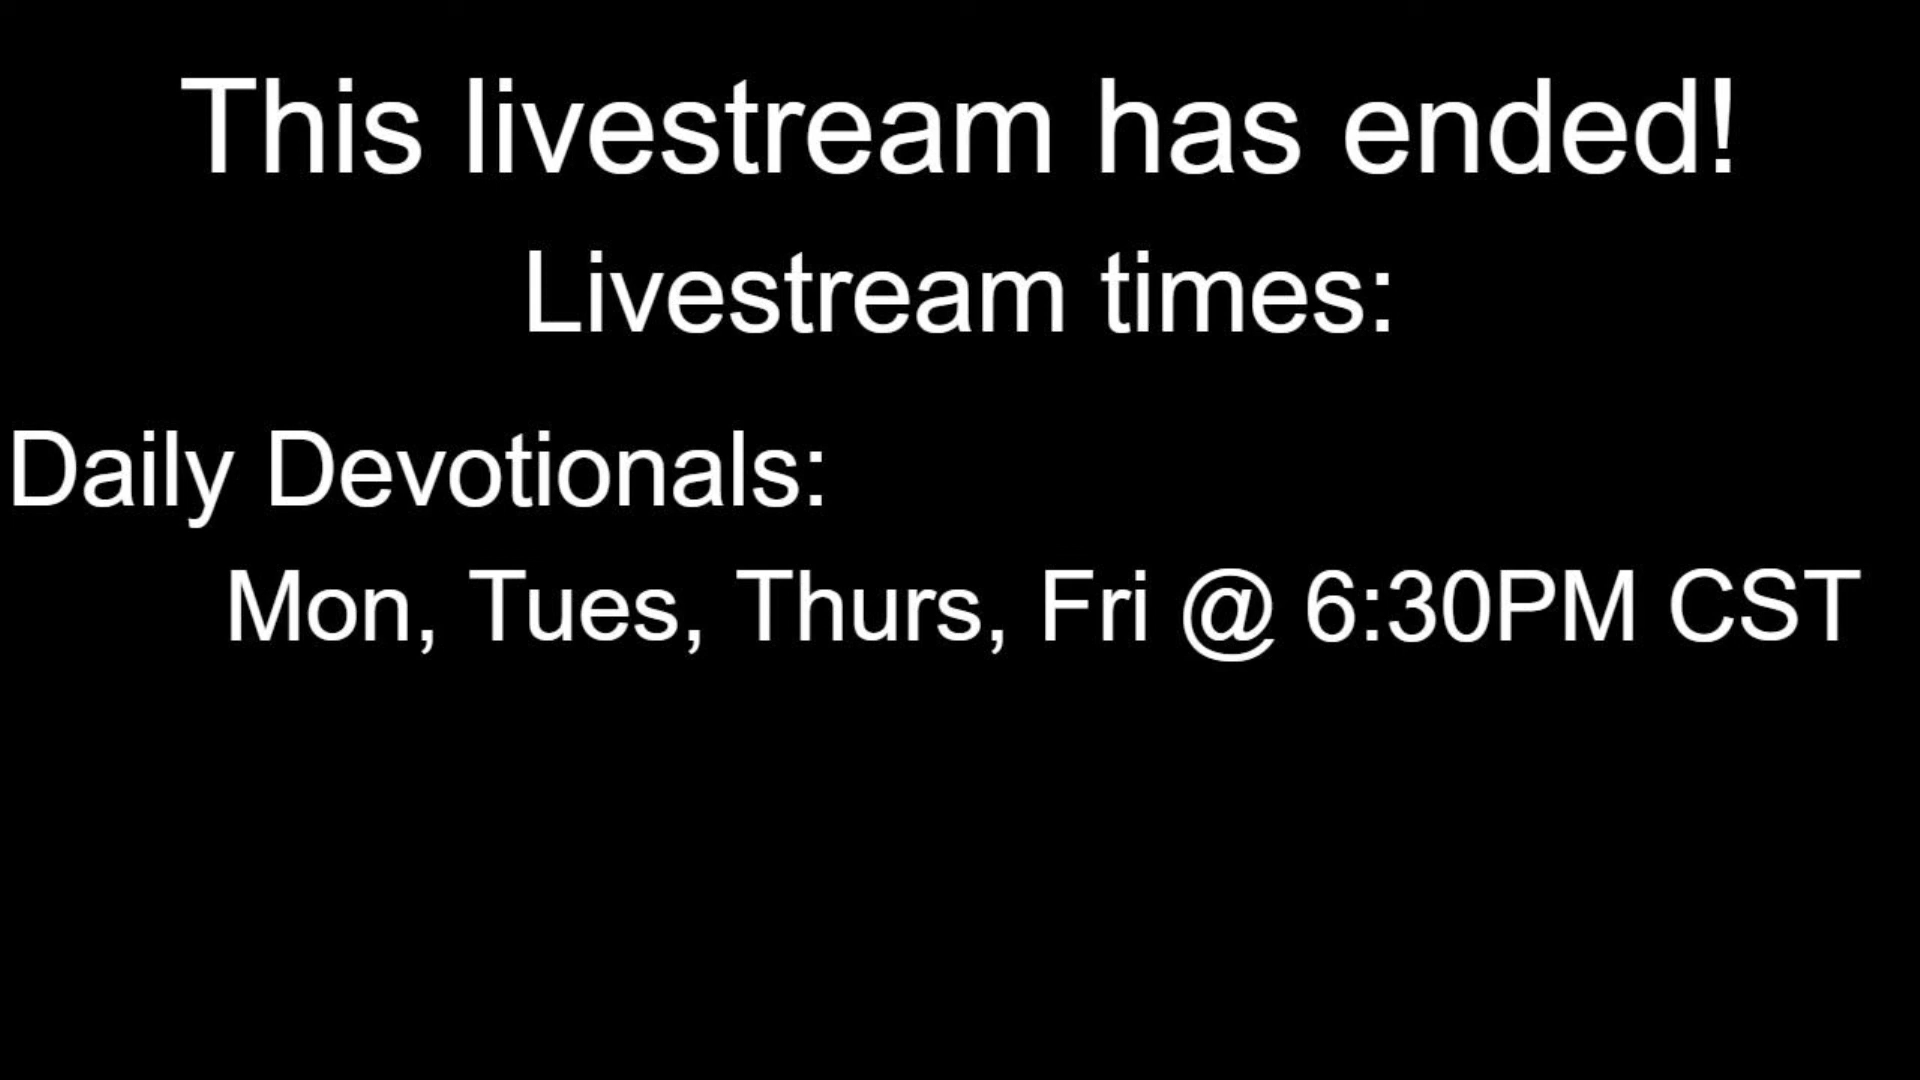 This livestream has ended!
Livestream times:
Daily Devotionals:
Mon, Tues, Thurs, Fri @ 6:30PM CST